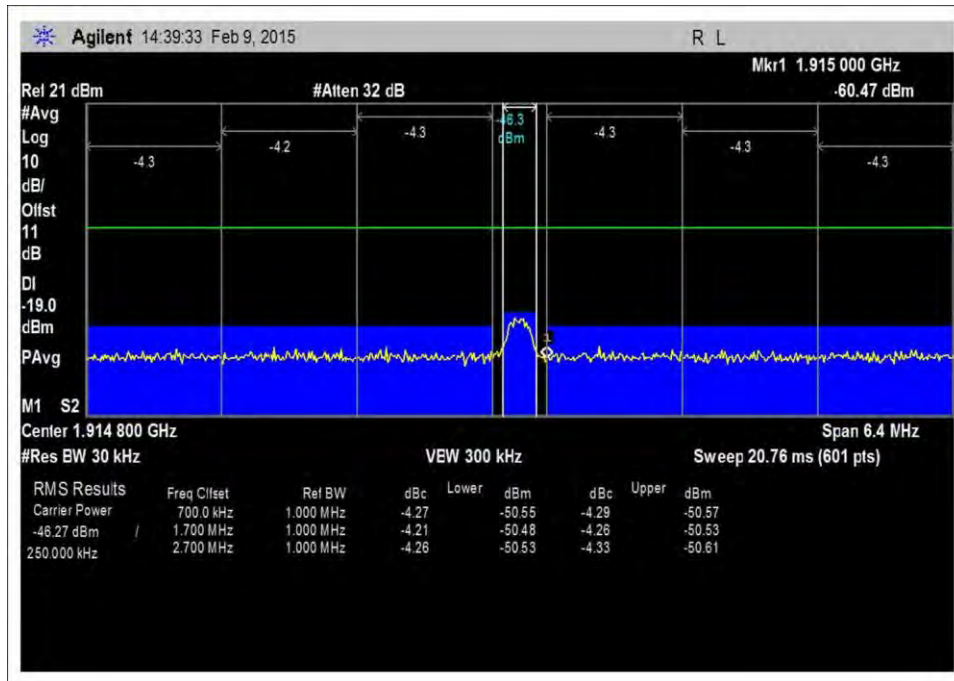 Agilent 14:39:33 Feb 9, 2015 R L
Mkr1 1.915 000 GHz
Rel 21 dBm #Atten 32 dB -60.47 dBm
#Avg
Log
10
dB/
Offst
11
dB
DI
-19.0
dBm
PAvg
-4.3 -4.2 -4.3 -46.3 dBm -4.3 -4.3 -4.3
1
M1 S2
Center 1.914 800 GHz Span 6.4 MHz
#Res BW 30 kHz VEW 300 kHz Sweep 20.76 ms (601 pts)
RMS Results Freq Clfset Ref BW dBc Lower dBm dBc Upper dBm
Carrier Power 700.0 kHz 1.000 MHz -4.27 -50.55 -4.29 -50.57
-46.27 dBm / 1.700 MHz 1.000 MHz -4.21 -50.48 -4.26 -50.53
250.000 kHz 2.700 MHz 1.000 MHz -4.26 -50.53 -4.33 -50.61